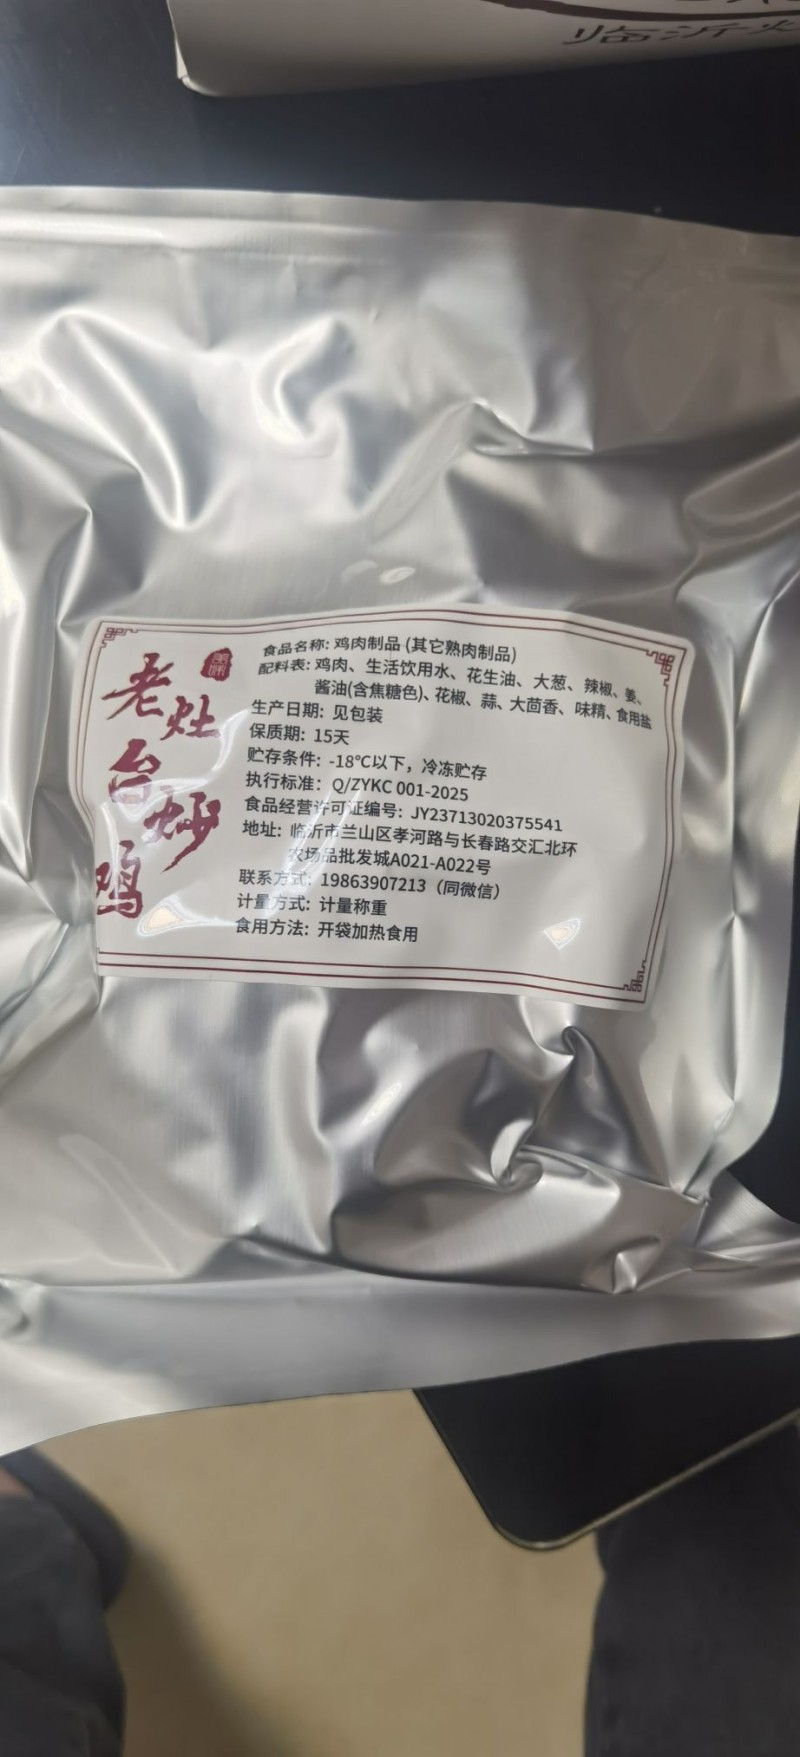 临沂炒
老灶台炒鸡
美味
食品名称: 鸡肉制品 (其它熟肉制品)
配料表: 鸡肉、生活饮用水、花生油、大葱、辣椒、姜、
酱油(含焦糖色)、花椒、蒜、大茴香、味精、食用盐
生产日期: 见包装
保质期: 15天
贮存条件: -18℃以下，冷冻贮存
执行标准: Q/ZYKC 001-2025
食品经营许可证编号: JY23713020375541
地址: 临沂市兰山区孝河路与长春路交汇北环
农场品批发城A021-A022号
联系方式: 19863907213（同微信）
计量方式: 计量称重
食用方法: 开袋加热食用